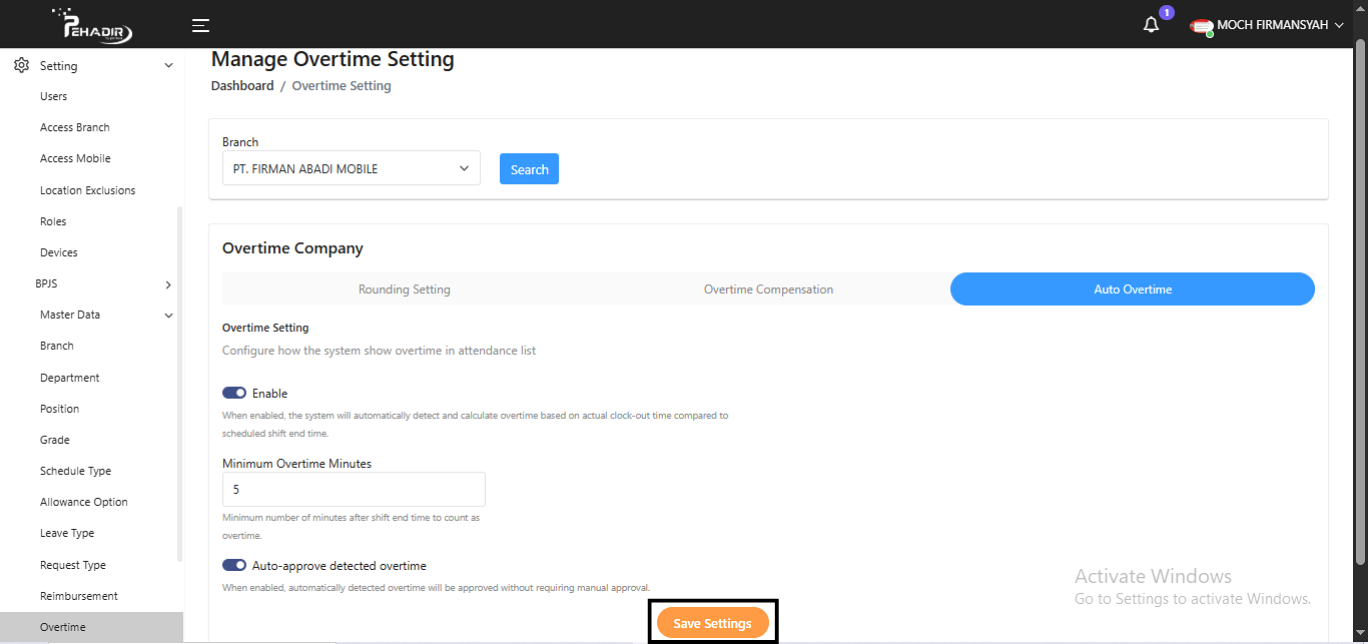 PEHADIR
1
MOCH FIRMANSYAH
Setting
Users
Access Branch
Access Mobile
Location Exclusions
Roles
Devices
BPJS
Master Data
Branch
Department
Position
Grade
Schedule Type
Allowance Option
Leave Type
Request Type
Reimbursement
Overtime
Manage Overtime Setting
Dashboard / Overtime Setting
Branch
PT. FIRMAN ABADI MOBILE
Search
Overtime Company
Rounding Setting
Overtime Compensation
Auto Overtime
Overtime Setting
Configure how the system show overtime in attendance list
Enable
When enabled, the system will automatically detect and calculate overtime based on actual clock-out time compared to
scheduled shift end time.
Minimum Overtime Minutes
5
Minimum number of minutes after shift end time to count as
overtime.
Auto-approve detected overtime
When enabled, automatically detected overtime will be approved without requiring manual approval.
Save Settings
Activate Windows
Go to Settings to activate Windows.